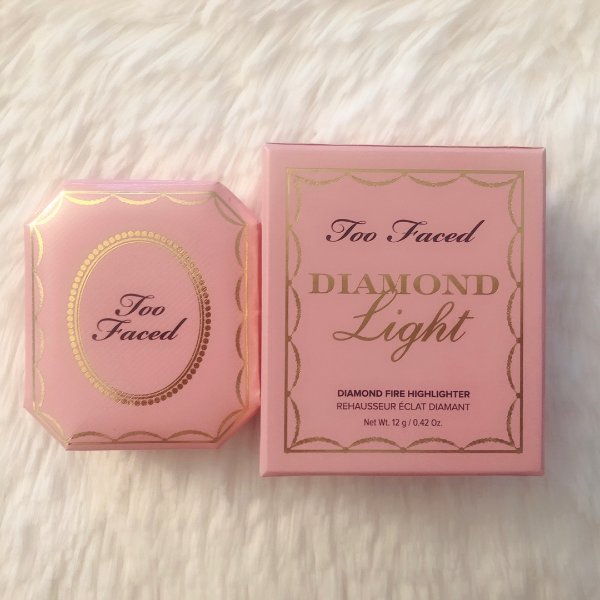 Too
Faced
Too Faced
DIAMOND
Light
DIAMOND FIRE HIGHLIGHTER
REHAUSSEUR ÉCLAT DIAMANT
Net Wt. 12 g / 0.42 Oz.